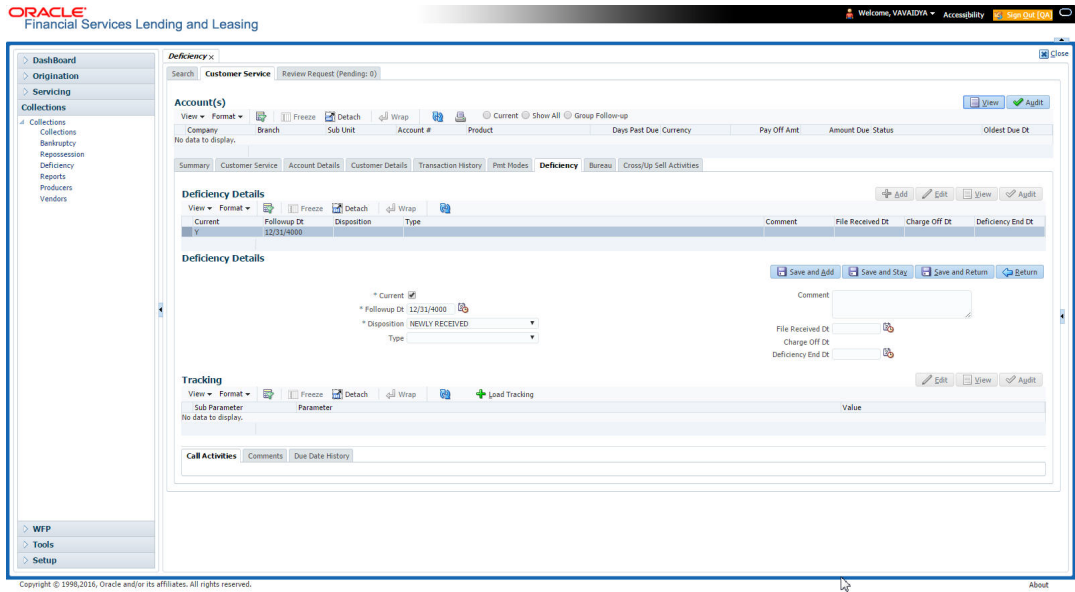 ORACLE
Financial Services Lending and Leasing
Welcome, VAVAIDYA Accessibility Sign Out [QA]
DashBoard
Origination
Servicing
Collections
Collections
Collections
Bankruptcy
Repossession
Deficiency
Reports
Producers
Vendors
WFP
Tools
Setup
Deficiency x Close
Search Customer Service Review Request (Pending: 0)
Account(s) View Audit
View Format Freeze Detach Wrap Current Show All Group Follow-up
Company Branch Sub Unit Account # Product Days Past Due Currency Pay Off Amt Amount Due Status Oldest Due Dt
No data to display.
Summary Customer Service Account Details Customer Details Transaction History Pmt Modes Deficiency Bureau Cross/Up Sell Activities
Deficiency Details Add Edit View Audit
View Format Freeze Detach Wrap
Current Followup Dt Disposition Type Comment File Received Dt Charge Off Dt Deficiency End Dt
Y 12/31/4000
Deficiency Details
Save and Add Save and Stay Save and Return Return
* Current Comment
* Followup Dt 12/31/4000
* Disposition NEWLY RECEIVED File Received Dt
Type Charge Off Dt
Deficiency End Dt
Tracking Edit View Audit
View Format Freeze Detach Wrap Load Tracking
Sub Parameter Parameter Value
No data to display.
Call Activities Comments Due Date History
Copyright © 1998,2016, Oracle and/or its affiliates. All rights reserved. About